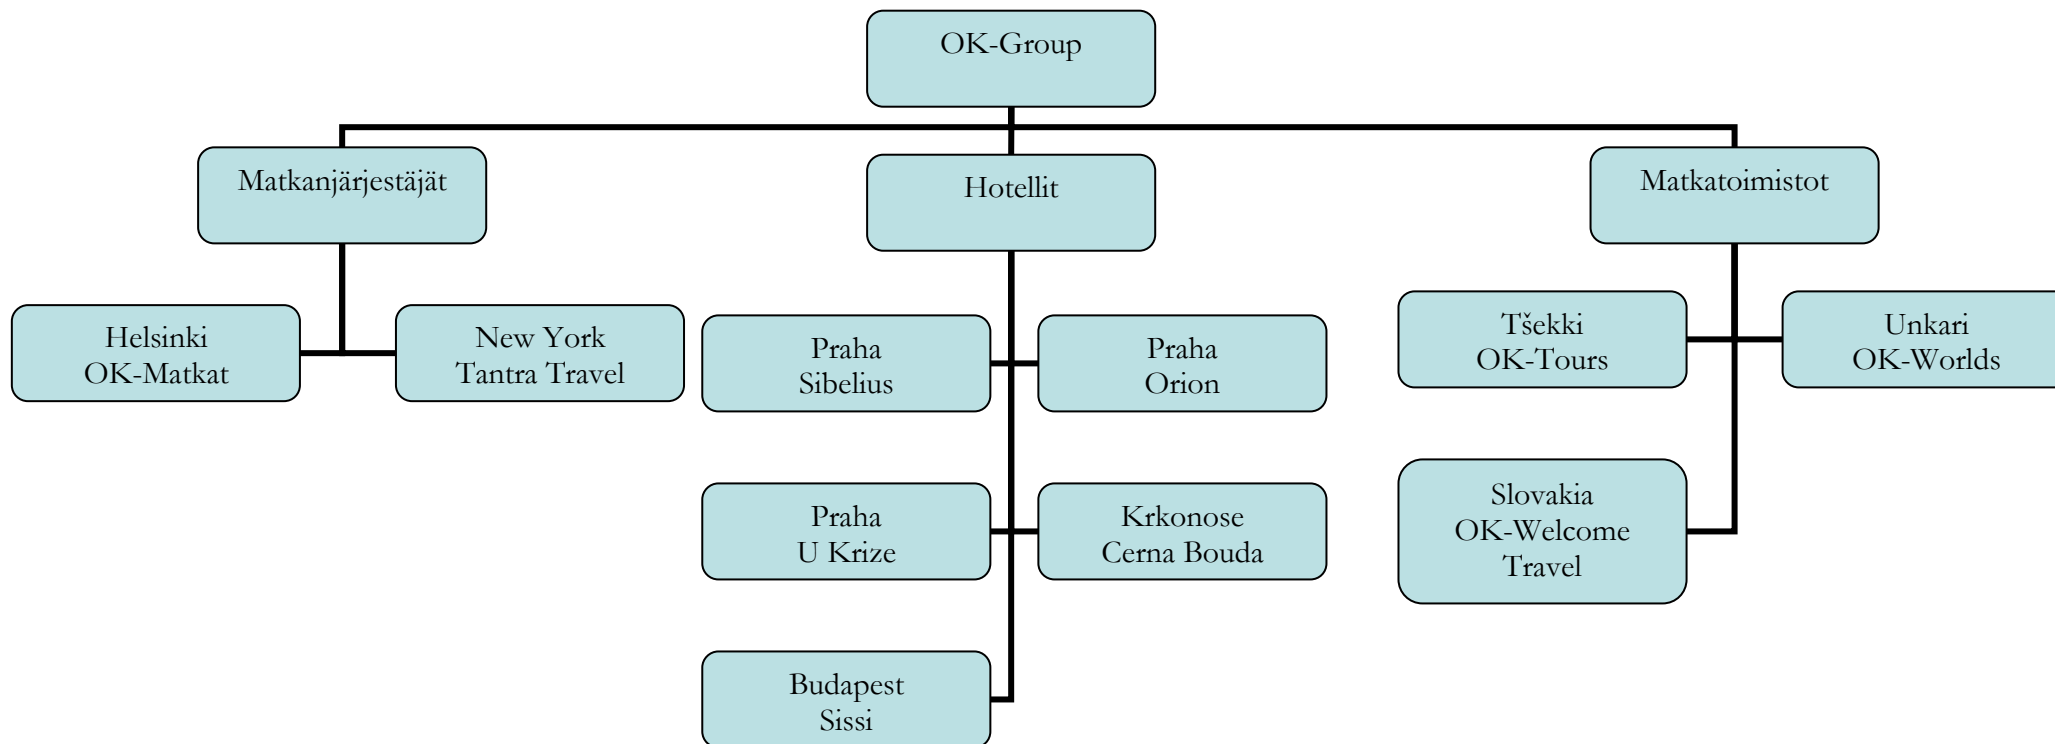 OK-Group
Matkanjärjestäjät
Hotellit
Matkatoimistot
Helsinki
OK-Matkat
New York
Tantra Travel
Praha
Sibelius
Praha
Orion
Tšekki
OK-Tours
Unkari
OK-Worlds
Praha
U Krize
Krkonose
Cerna Bouda
Slovakia
OK-Welcome
Travel
Budapest
Sissi